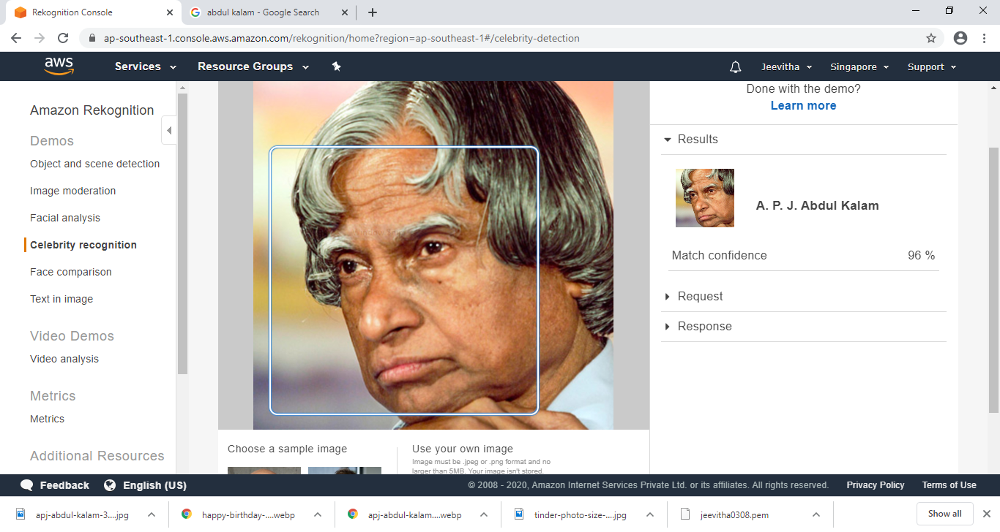 Rekognition Console
abdul kalam - Google Search
ap-southeast-1.console.aws.amazon.com/rekognition/home?region=ap-southeast-1#/celebrity-detection
aws
Services
Resource Groups
Jeevitha
Singapore
Support
Amazon Rekognition
Demos
Object and scene detection
Image moderation
Facial analysis
Celebrity recognition
Face comparison
Text in image
Video Demos
Video analysis
Metrics
Metrics
Additional Resources
Choose a sample image
Use your own image
Image must be .jpeg or .png format and no
larger than 5MB. Your image isn't stored.
Done with the demo?
Learn more
Results
A. P. J. Abdul Kalam
Match confidence 96 %
Request
Response
Feedback
English (US)
© 2008 - 2020, Amazon Internet Services Private Ltd. or its affiliates. All rights reserved.
Privacy Policy
Terms of Use
apj-abdul-kalam-3....jpg
happy-birthday-....webp
apj-abdul-kalam....webp
tinder-photo-size-....jpg
jeevitha0308.pem
Show all